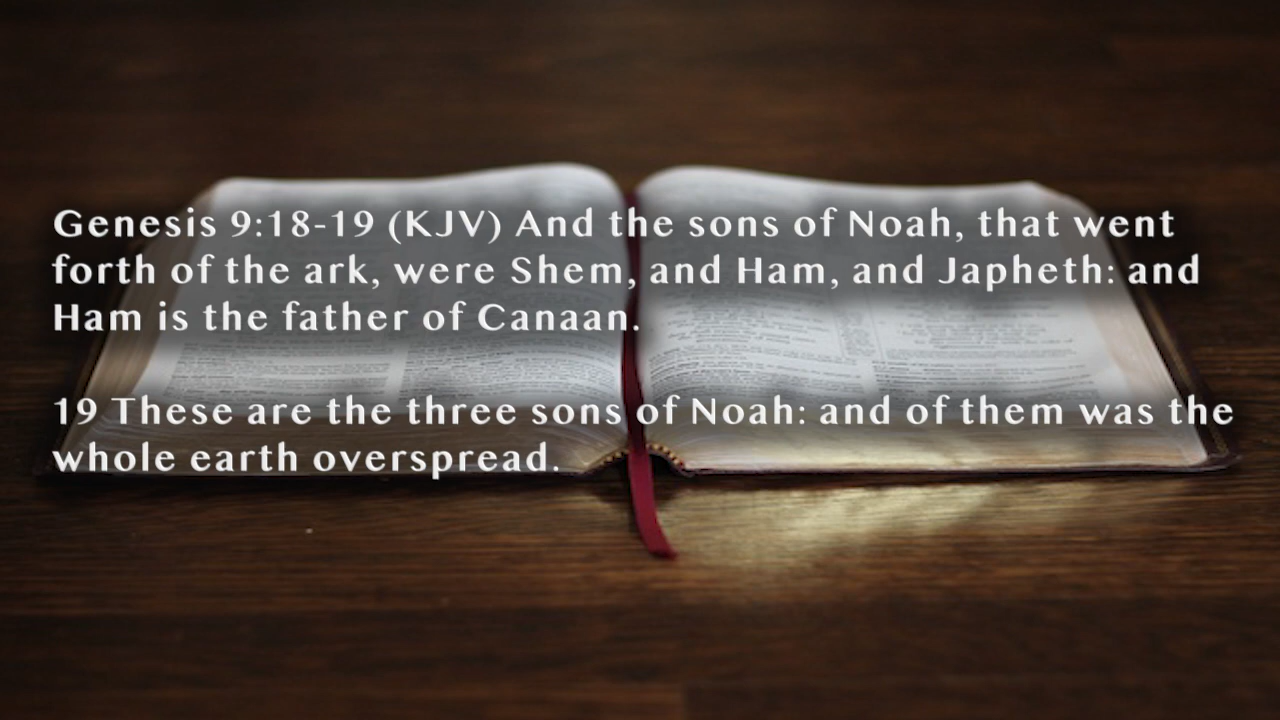 Genesis 9:18-19 (KJV) And the sons of Noah, that went
forth of the ark, were Shem, and Ham, and Japheth: and
Ham is the father of Canaan.
19 These are the three sons of Noah: and of them was the
whole earth overspread.